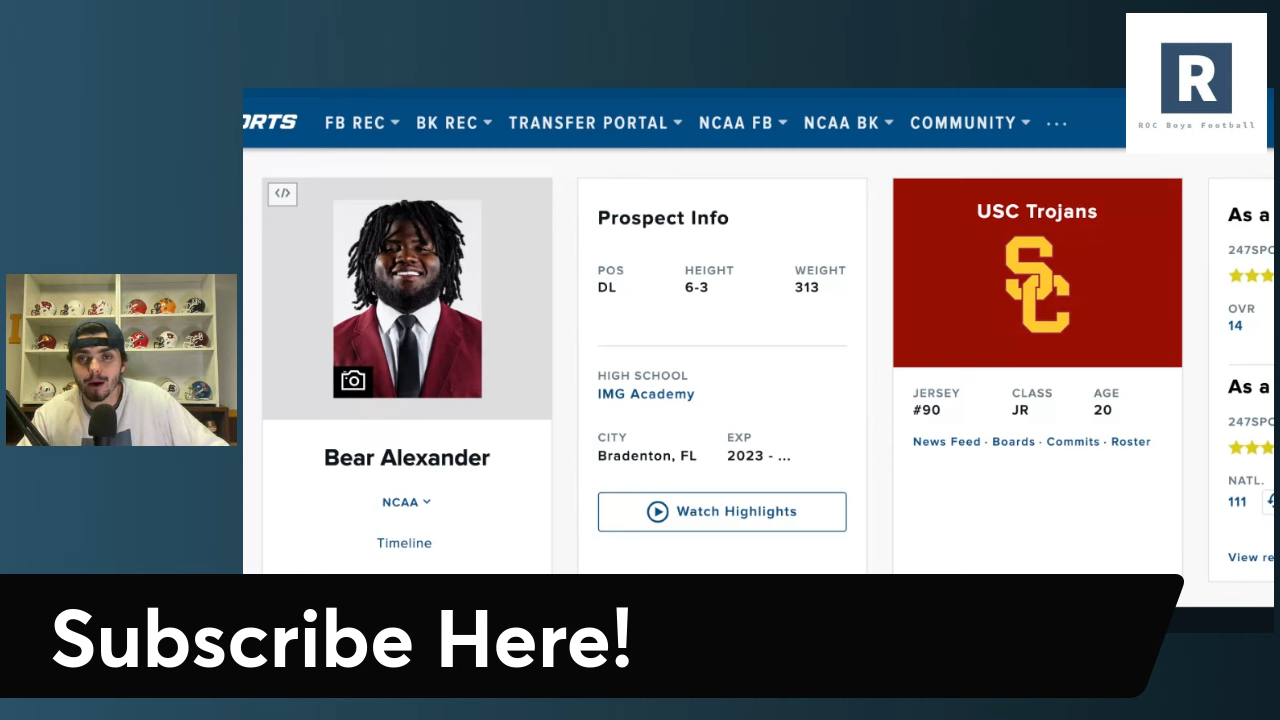 R
ROC Boys Football
ORTS FB REC BK REC TRANSFER PORTAL NCAA FB NCAA BK COMMUNITY ...
</>
Bear Alexander
NCAA
Timeline
Prospect Info
POS HEIGHT WEIGHT
DL 6-3 313
HIGH SCHOOL
IMG Academy
CITY EXP
Bradenton, FL 2023 - ...
Watch Highlights
USC Trojans
SC
JERSEY CLASS AGE
#90 JR 20
News Feed · Boards · Commits · Roster
As a
247SPO
OVR
14
As a
247SPO
NATL.
111
View re
Subscribe Here!